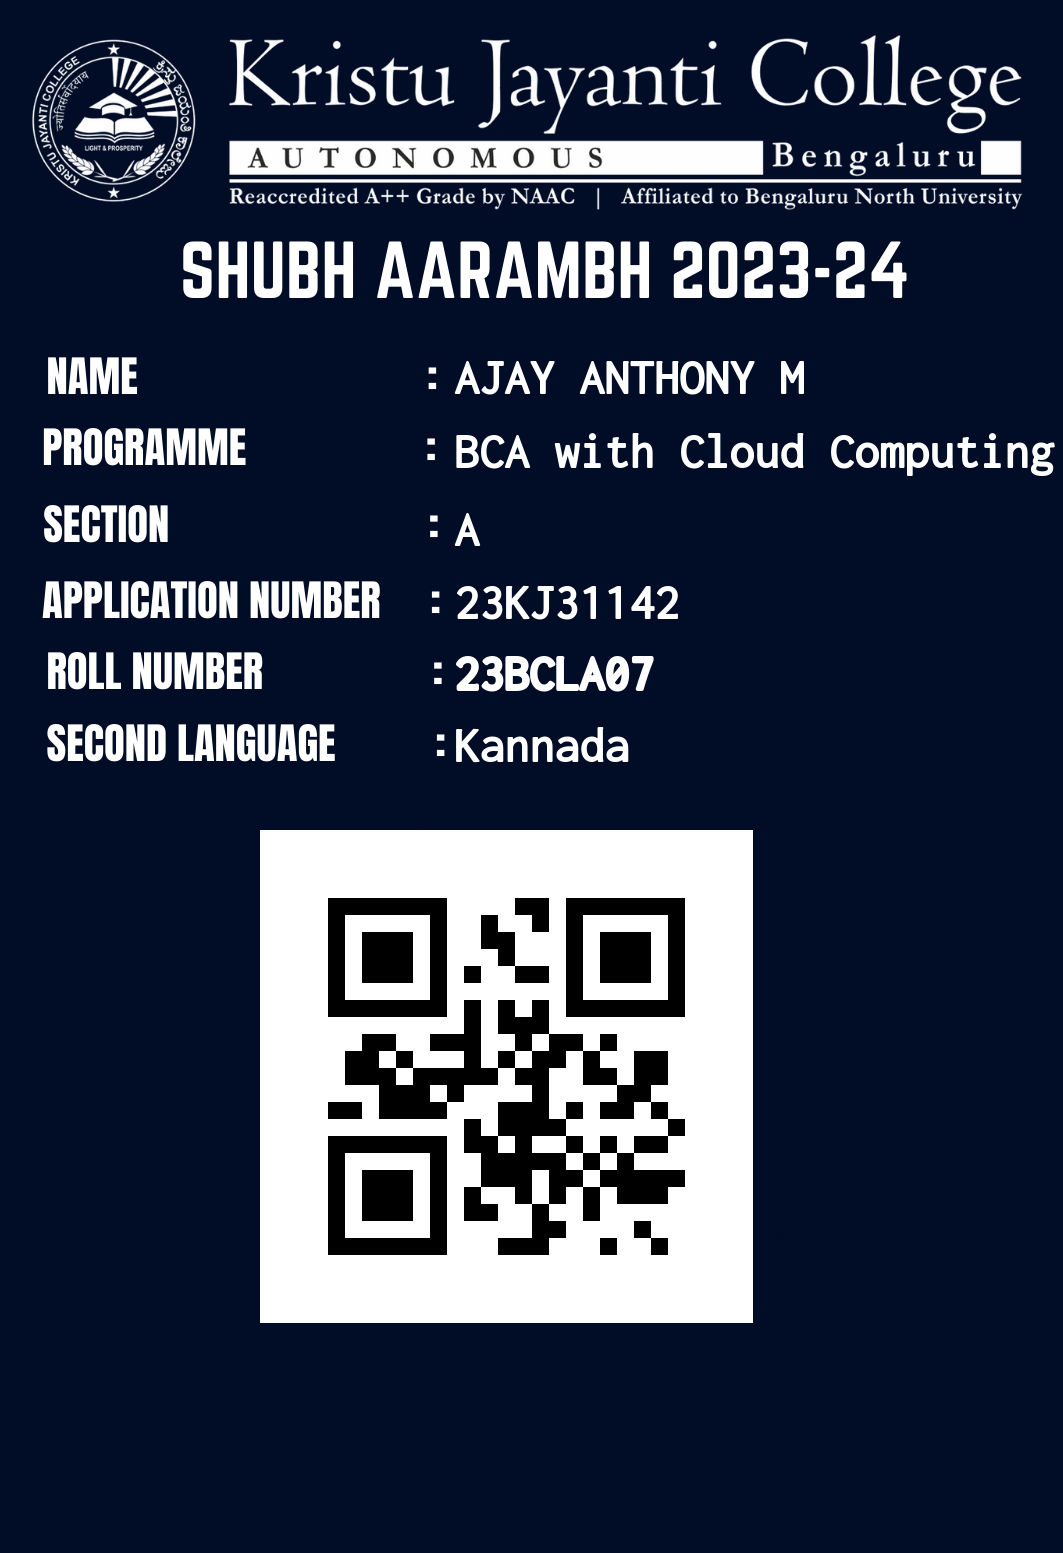 KRISTU JAYANTI COLLEGE
ಕ್ರಿಸ್ತು ಜಯಂತಿ ಕಾಲೇಜು
LIGHT & PROSPERITY
Kristu Jayanti College
AUTONOMOUS Bengaluru
Reaccredited A++ Grade by NAAC | Affiliated to Bengaluru North University
SHUBH AARAMBH 2023-24
NAME : AJAY ANTHONY M
PROGRAMME : BCA with Cloud Computing
SECTION : A
APPLICATION NUMBER : 23KJ31142
ROLL NUMBER : 23BCLA07
SECOND LANGUAGE :Kannada